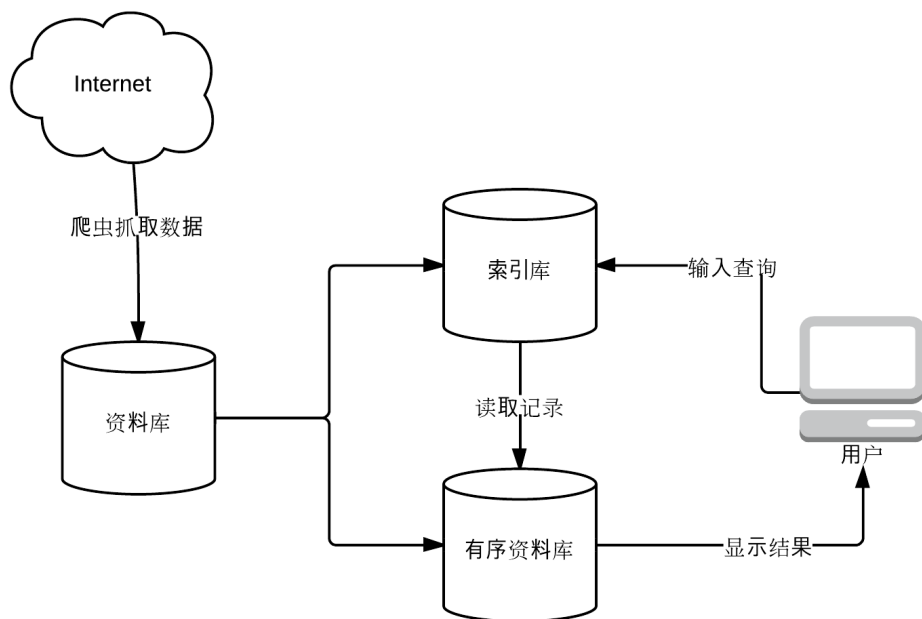 Internet
爬虫抓取数据
索引库
输入查询
资料库
读取记录
用户
有序资料库
显示结果